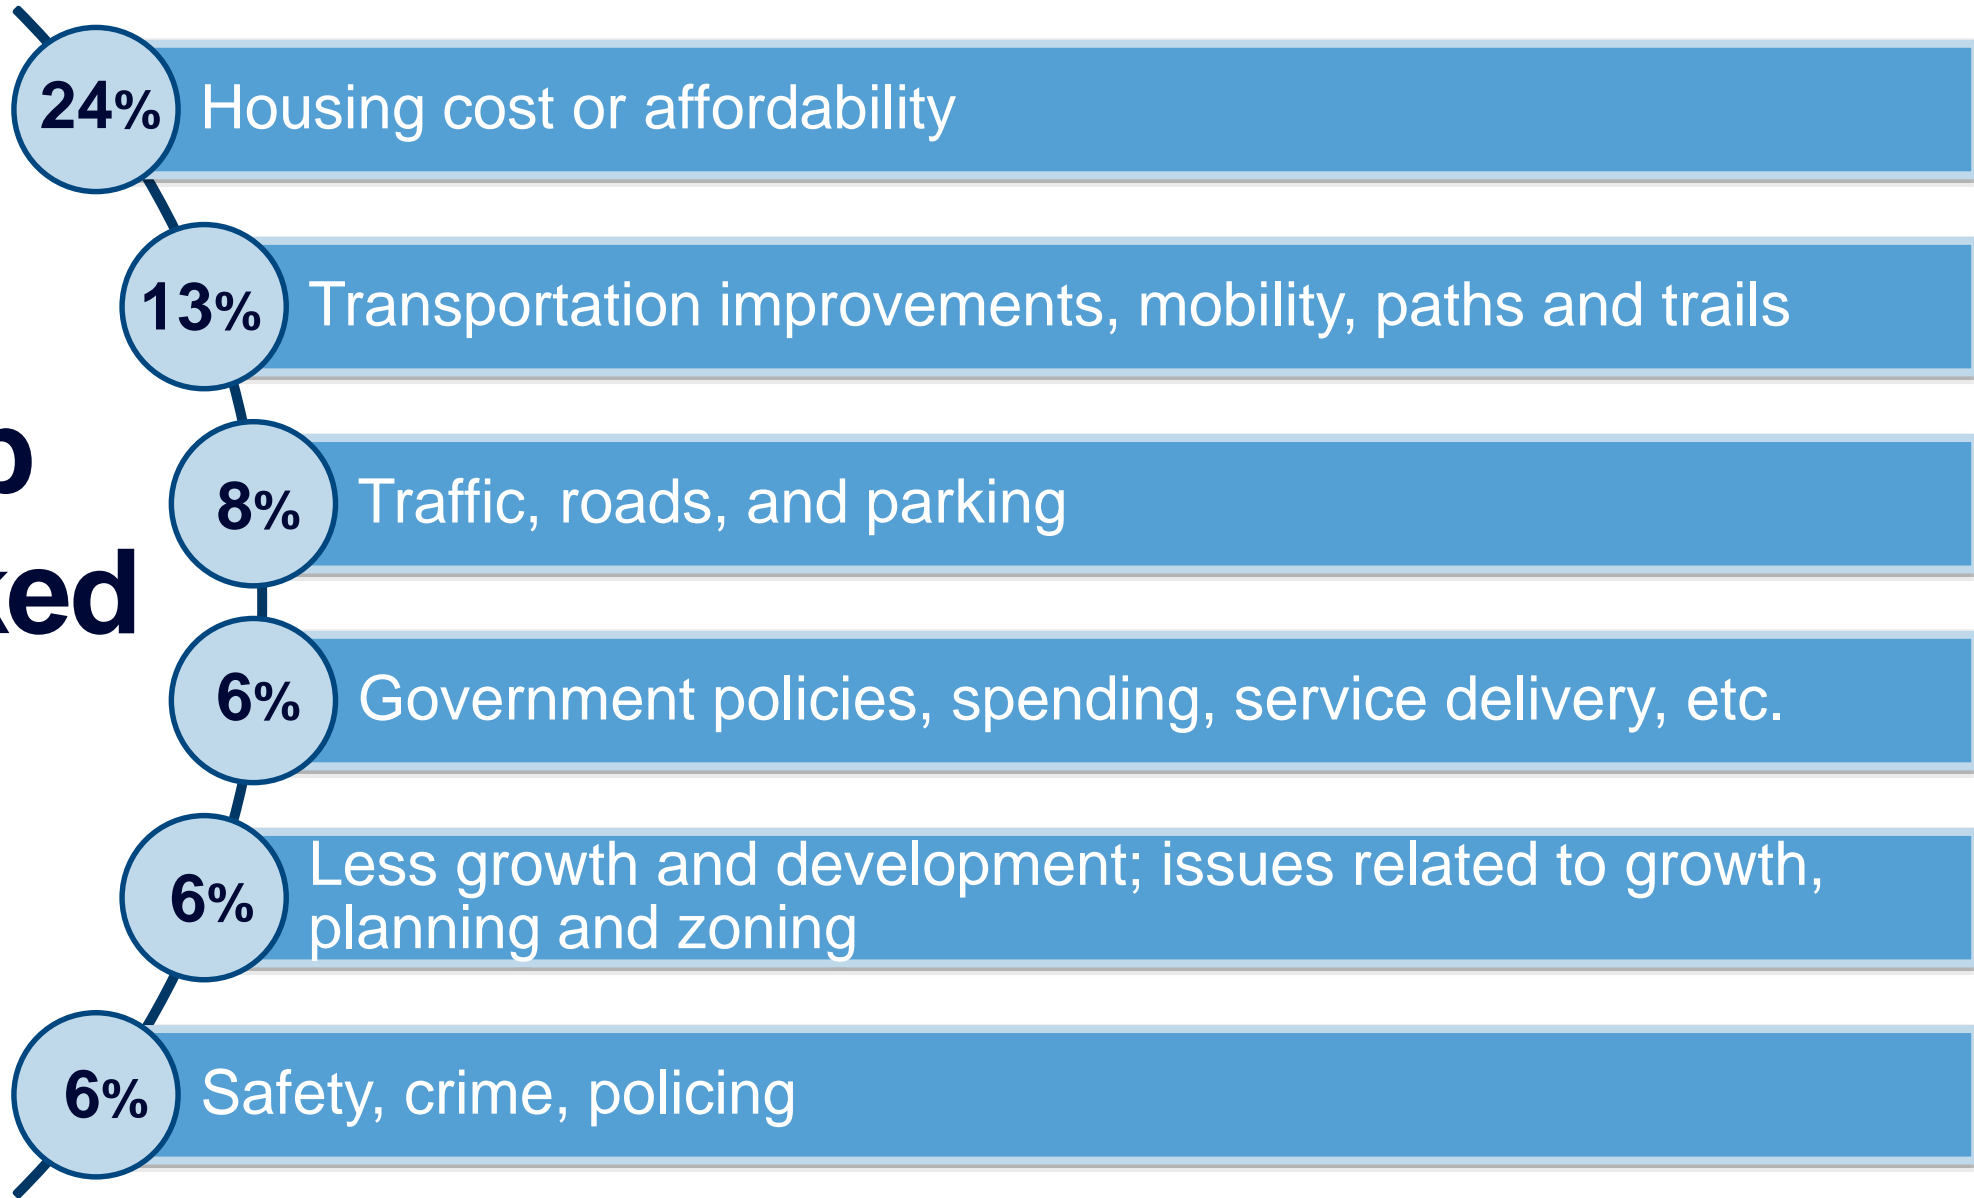 24% Housing cost or affordability
13% Transportation improvements, mobility, paths and trails
8% Traffic, roads, and parking
6% Government policies, spending, service delivery, etc.
6% Less growth and development; issues related to growth,
planning and zoning
6% Safety, crime, policing